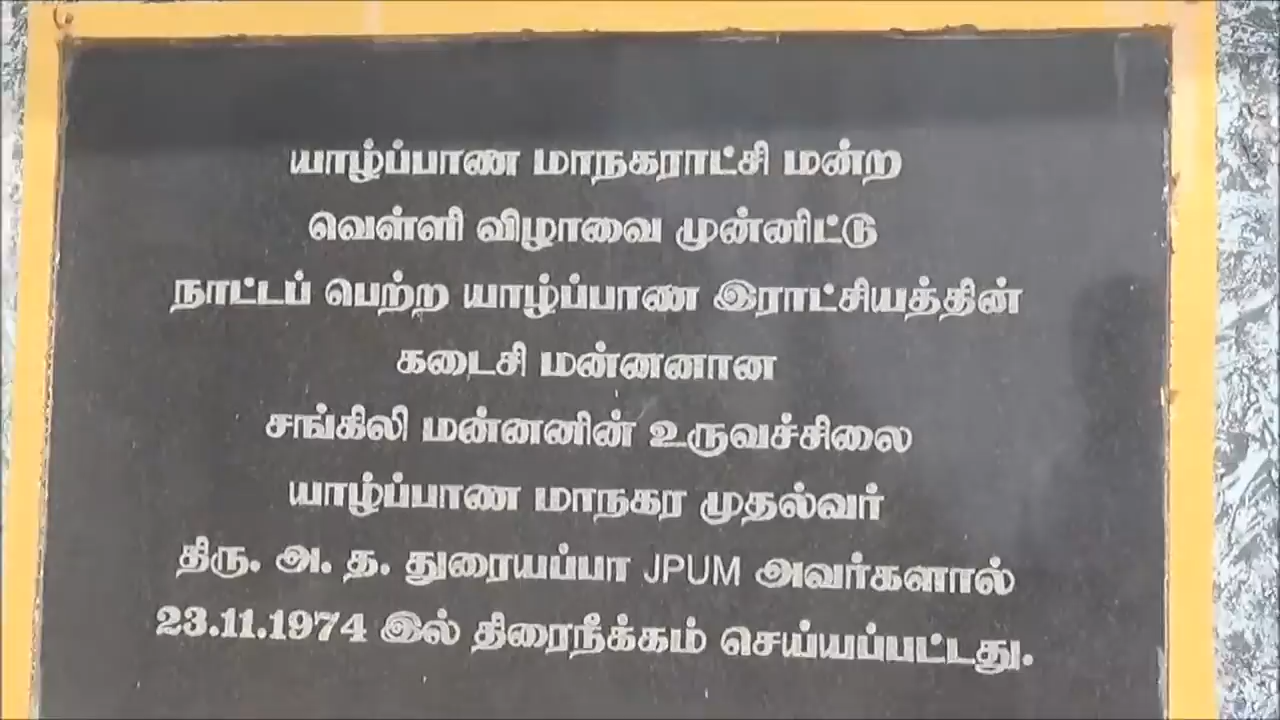 யாழ்ப்பாண மாநகராட்சி மன்ற
வெள்ளி விழாவை முன்னிட்டு
நாட்டப் பெற்ற யாழ்ப்பாண இராட்சியத்தின்
கடைசி மன்னனான
சங்கிலி மன்னனின் உருவச்சிலை
யாழ்ப்பாண மாநகர முதல்வர்
திரு. அ. த. துரையப்பா JPUM அவர்களால்
23.11.1974 இல் திரைநீக்கம் செய்யப்பட்டது.